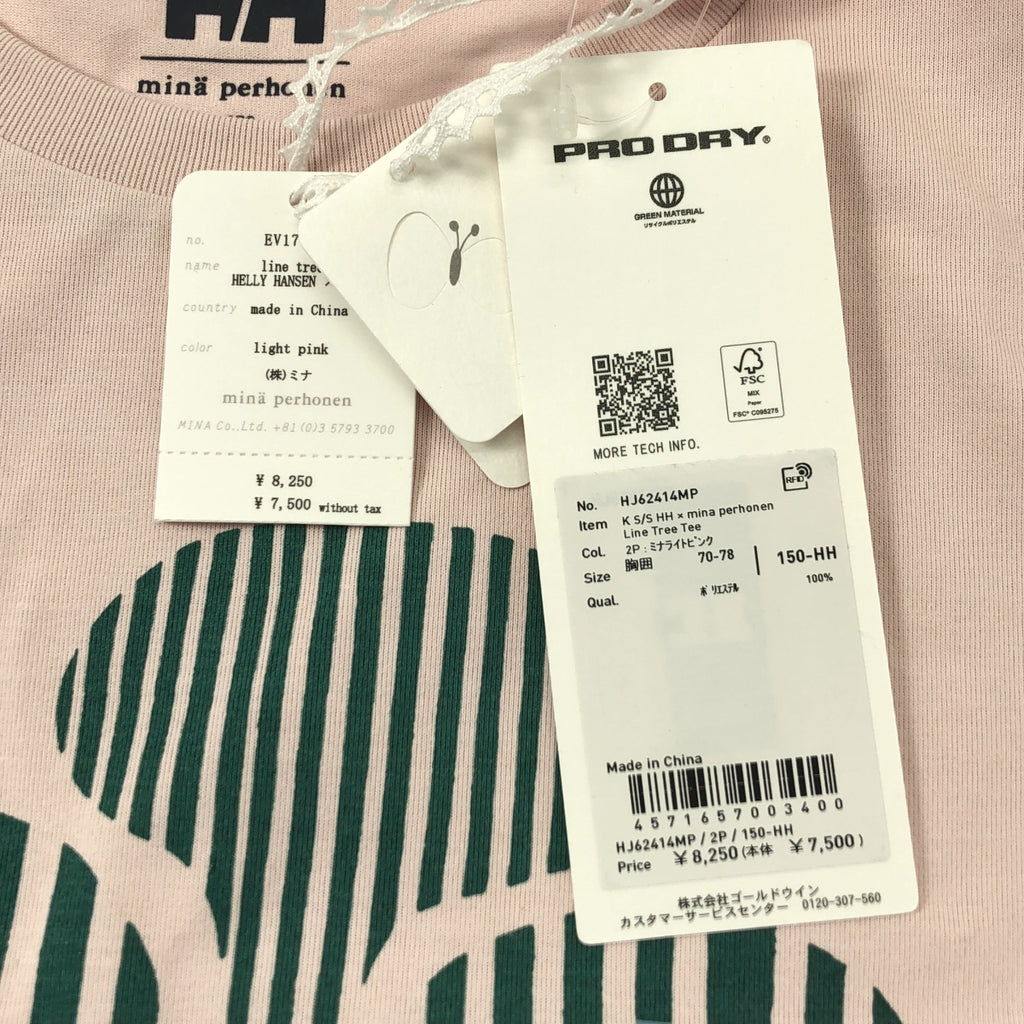 HH
minä perhonen
no. EV17
name line tree
HELLY HANSEN
country made in China
color light pink
(株)ミナ
minä perhonen
MINA Co.,Ltd. +81(0)3 5793 3700
¥ 8,250
¥ 7,500 without tax
PRO DRY®
GREEN MATERIAL
リサイクルポリエステル
MORE TECH INFO.
FSC
MIX
Paper
FSC® C095275
RFID
No. HJ62414MP
Item K S/S HH × mina perhonen
Line Tree Tee
Col. 2P : ミナライトピンク
Size 胸囲 70-78 150-HH
Qual. ポリエステル 100%
Made in China
4571657003400
HJ62414MP / 2P / 150-HH
Price ¥8,250(本体 ¥7,500)
株式会社ゴールドウイン
カスタマーサービスセンター 0120-307-560